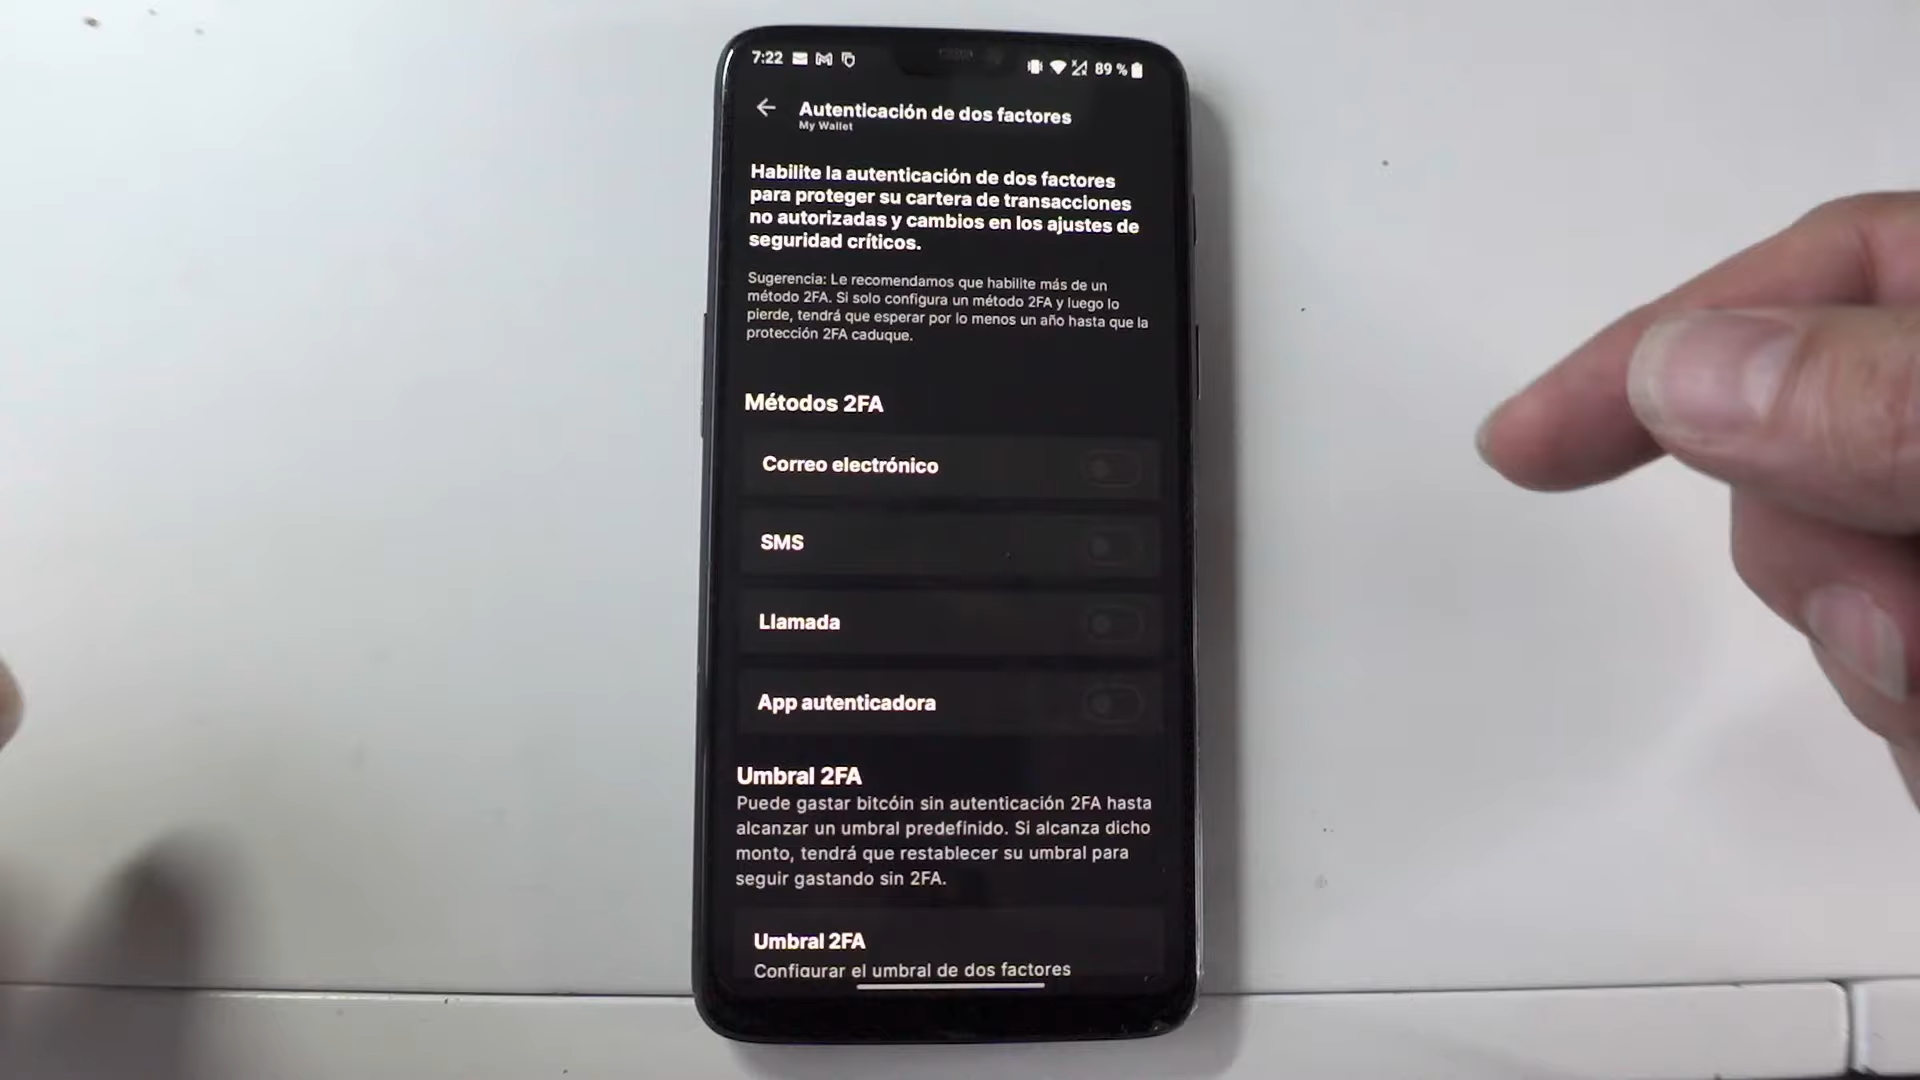 7:22
89 %
Autenticación de dos factores
My Wallet
Habilite la autenticación de dos factores
para proteger su cartera de transacciones
no autorizadas y cambios en los ajustes de
seguridad críticos.
Sugerencia: Le recomendamos que habilite más de un
método 2FA. Si solo configura un método 2FA y luego lo
pierde, tendrá que esperar por lo menos un año hasta que la
protección 2FA caduque.
Métodos 2FA
Correo electrónico
SMS
Llamada
App autenticadora
Umbral 2FA
Puede gastar bitcóin sin autenticación 2FA hasta
alcanzar un umbral predefinido. Si alcanza dicho
monto, tendrá que restablecer su umbral para
seguir gastando sin 2FA.
Umbral 2FA
Configurar el umbral de dos factores